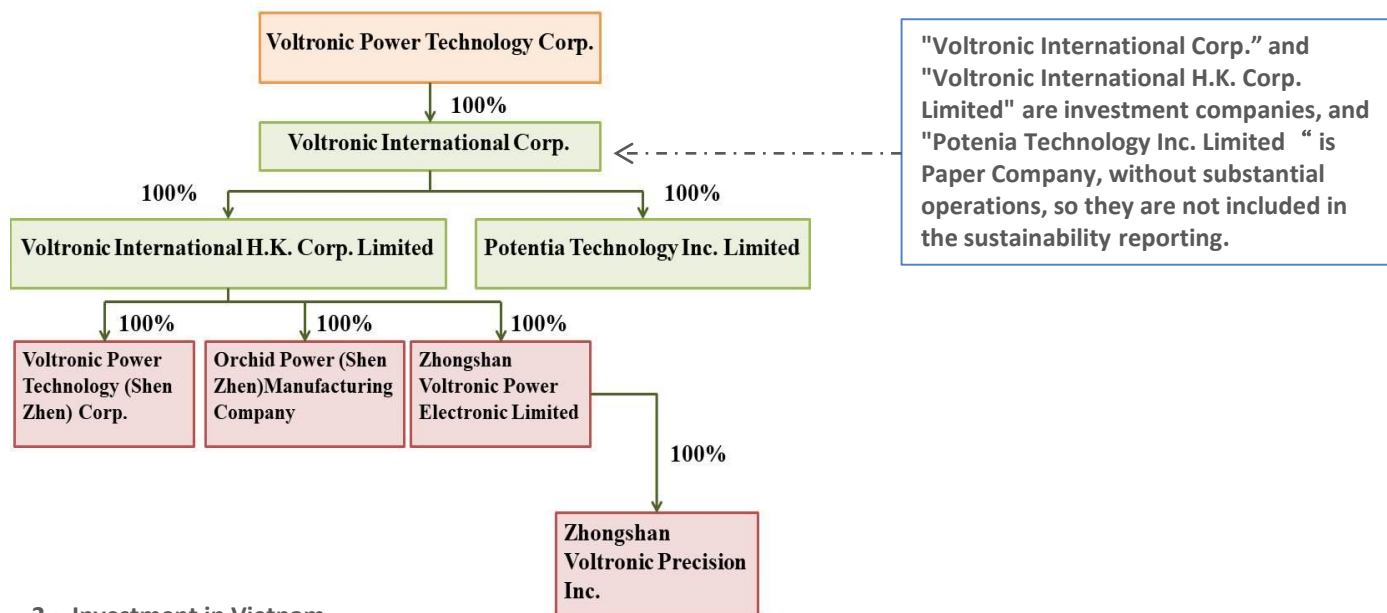 Voltronic Power Technology Corp.
100%
Voltronic International Corp.
"Voltronic International Corp.” and
"Voltronic International H.K. Corp.
Limited" are investment companies, and
"Potenia Technology Inc. Limited “ is
Paper Company, without substantial
operations, so they are not included in
the sustainability reporting.
100%
100%
Voltronic International H.K. Corp. Limited
Potentia Technology Inc. Limited
100%
100%
100%
Voltronic Power
Technology (Shen
Zhen) Corp.
Orchid Power (Shen
Zhen)Manufacturing
Company
Zhongshan
Voltronic Power
Electronic Limited
100%
Zhongshan
Voltronic Precision
Inc.
Investment in Vietnam